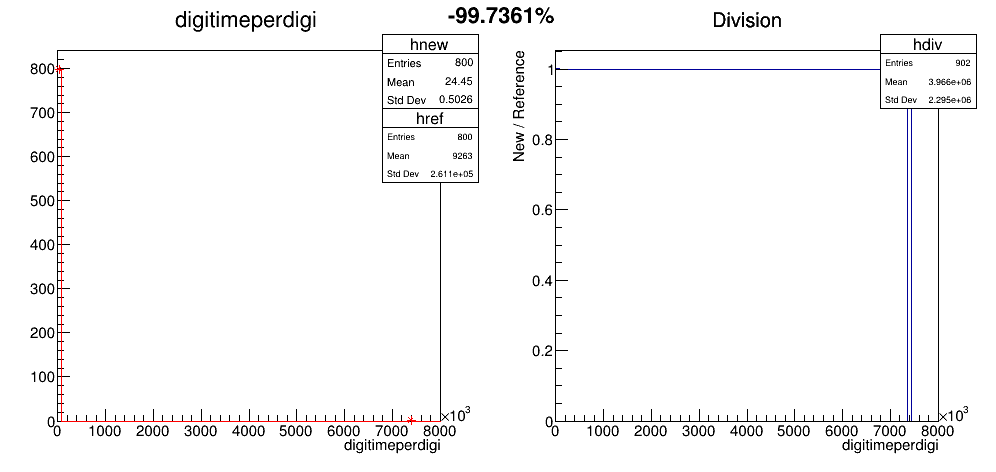 -99.7361%
digitimeperdigi
hnew
Entries 800
Mean 24.45
Std Dev 0.5026
href
Entries 800
Mean 9263
Std Dev 2.611e+05
800
700
600
500
400
300
200
100
0
0 1000 2000 3000 4000 5000 6000 7000 8000
×10³
digitimeperdigi
Division
hdiv
Entries 902
Mean 3.966e+06
Std Dev 2.295e+06
New / Reference
1
0.8
0.6
0.4
0.2
0
0 1000 2000 3000 4000 5000 6000 7000 8000
×10³
digitimeperdigi